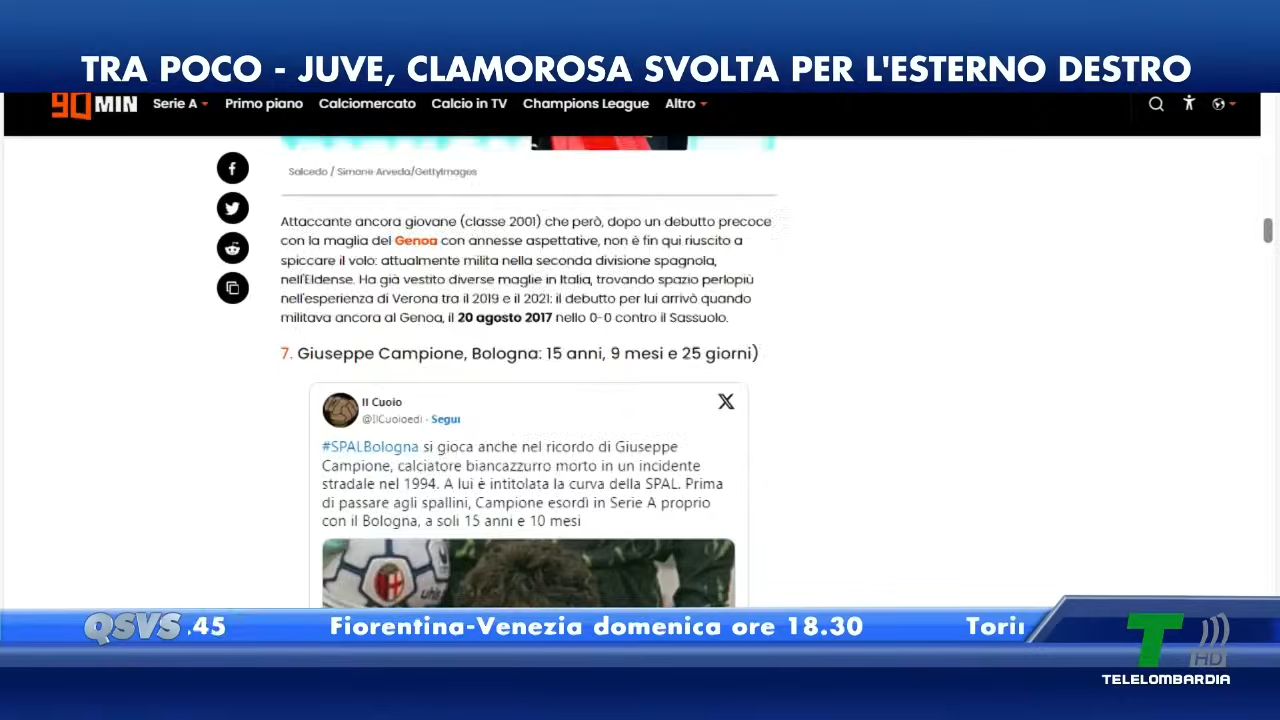 TRA POCO - JUVE, CLAMOROSA SVOLTA PER L'ESTERNO DESTRO
90MIN Serie A Primo piano Calciomercato Calcio in TV Champions League Altro
Salcedo / Simone Arveda/GettyImages
Attaccante ancora giovane (classe 2001) che però, dopo un debutto precoce
con la maglia del Genoa con annesse aspettative, non è fin qui riuscito a
spiccare il volo: attualmente milita nella seconda divisione spagnola,
nell'Eldense. Ha già vestito diverse maglie in Italia, trovando spazio perlopiù
nell'esperienza di Verona tra il 2019 e il 2021: il debutto per lui arrivò quando
militava ancora al Genoa, il 20 agosto 2017 nello 0-0 contro il Sassuolo.
7. Giuseppe Campione, Bologna: 15 anni, 9 mesi e 25 giorni)
Il Cuoio
@IlCuoioedi · Segui
#SPALBologna si gioca anche nel ricordo di Giuseppe
Campione, calciatore biancazzurro morto in un incidente
stradale nel 1994. A lui è intitolata la curva della SPAL. Prima
di passare agli spallini, Campione esordì in Serie A proprio
con il Bologna, a soli 15 anni e 10 mesi
uhs
QSVS .45 Fiorentina-Venezia domenica ore 18.30 Torin
T HD
TELELOMBARDIA